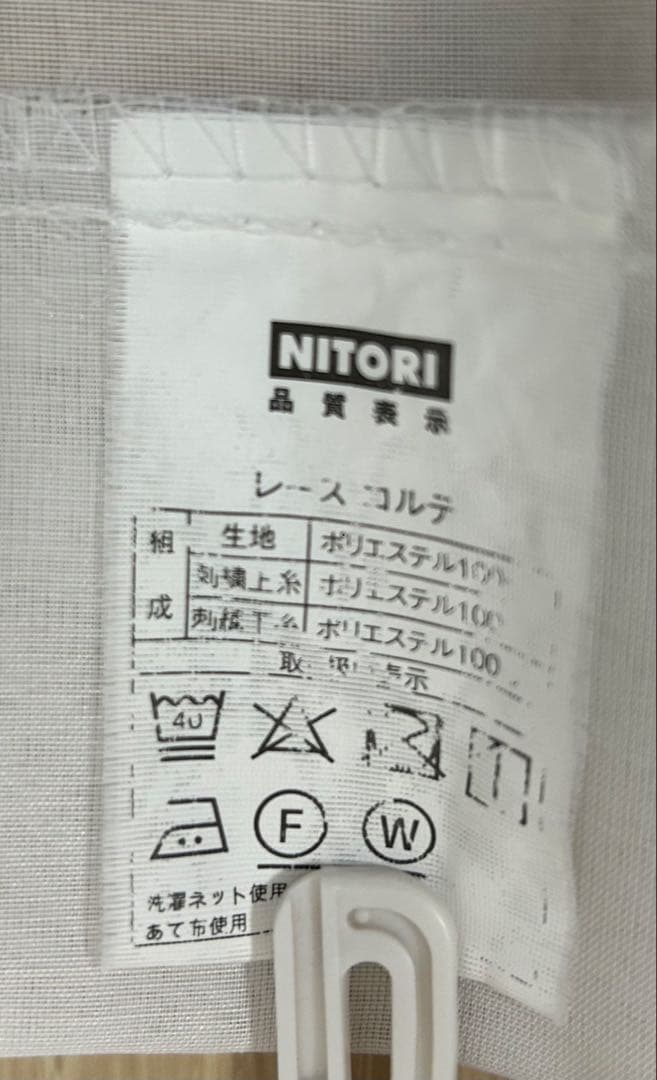 NITORI
品質表示
レース コルテ
組成
生地 ポリエステル100
刺繍上糸 ポリエステル100
刺繍下糸 ポリエステル100
取扱い表示
40
F W
洗濯ネット使用
あて布使用